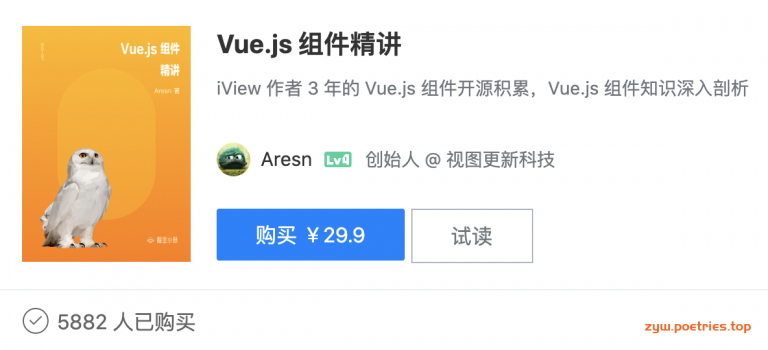 Vue.js 组件
精讲
Aresn 著
掘金小册
Vue.js 组件精讲
iView 作者 3 年的 Vue.js 组件开源积累，Vue.js 组件知识深入剖析
Aresn Lv4 创始人 @ 视图更新科技
购买 ¥29.9
试读
5882 人已购买
zyw.poetries.top